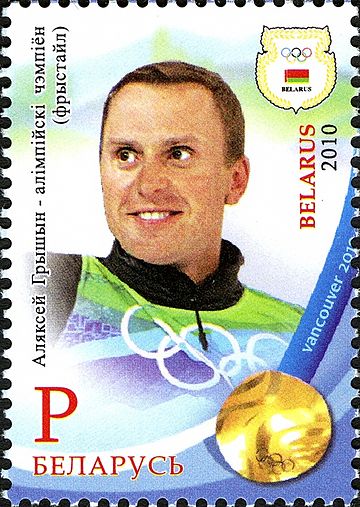 Аляксей Грышын - алімпійскі чэмпіён
(фрыстайл)
BELARUS
BELARUS
2010
vancouver 201
P
БЕЛАРУСЬ